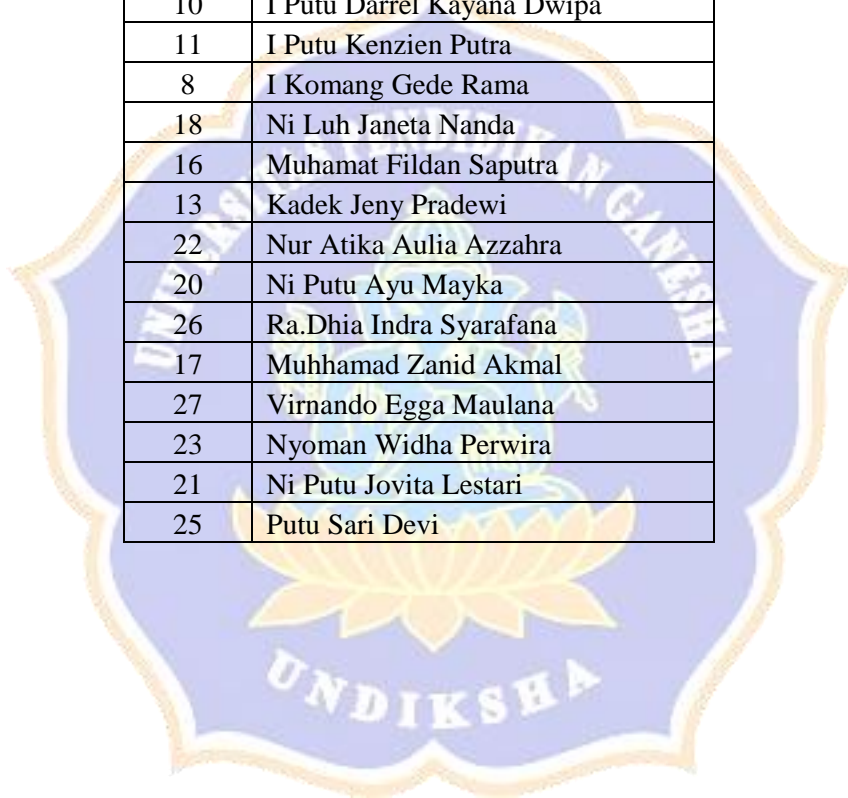 10 I Putu Darrel Kayana Dwipa
11 I Putu Kenzien Putra
8 I Komang Gede Rama
18 Ni Luh Janeta Nanda
16 Muhamat Fildan Saputra
13 Kadek Jeny Pradewi
22 Nur Atika Aulia Azzahra
20 Ni Putu Ayu Mayka
26 Ra.Dhia Indra Syarafana
17 Muhhamad Zanid Akmal
27 Virnando Egga Maulana
23 Nyoman Widha Perwira
21 Ni Putu Jovita Lestari
25 Putu Sari Devi
UNIVERSITAS PENDIDIKAN GANESHA
UNDIKSHA